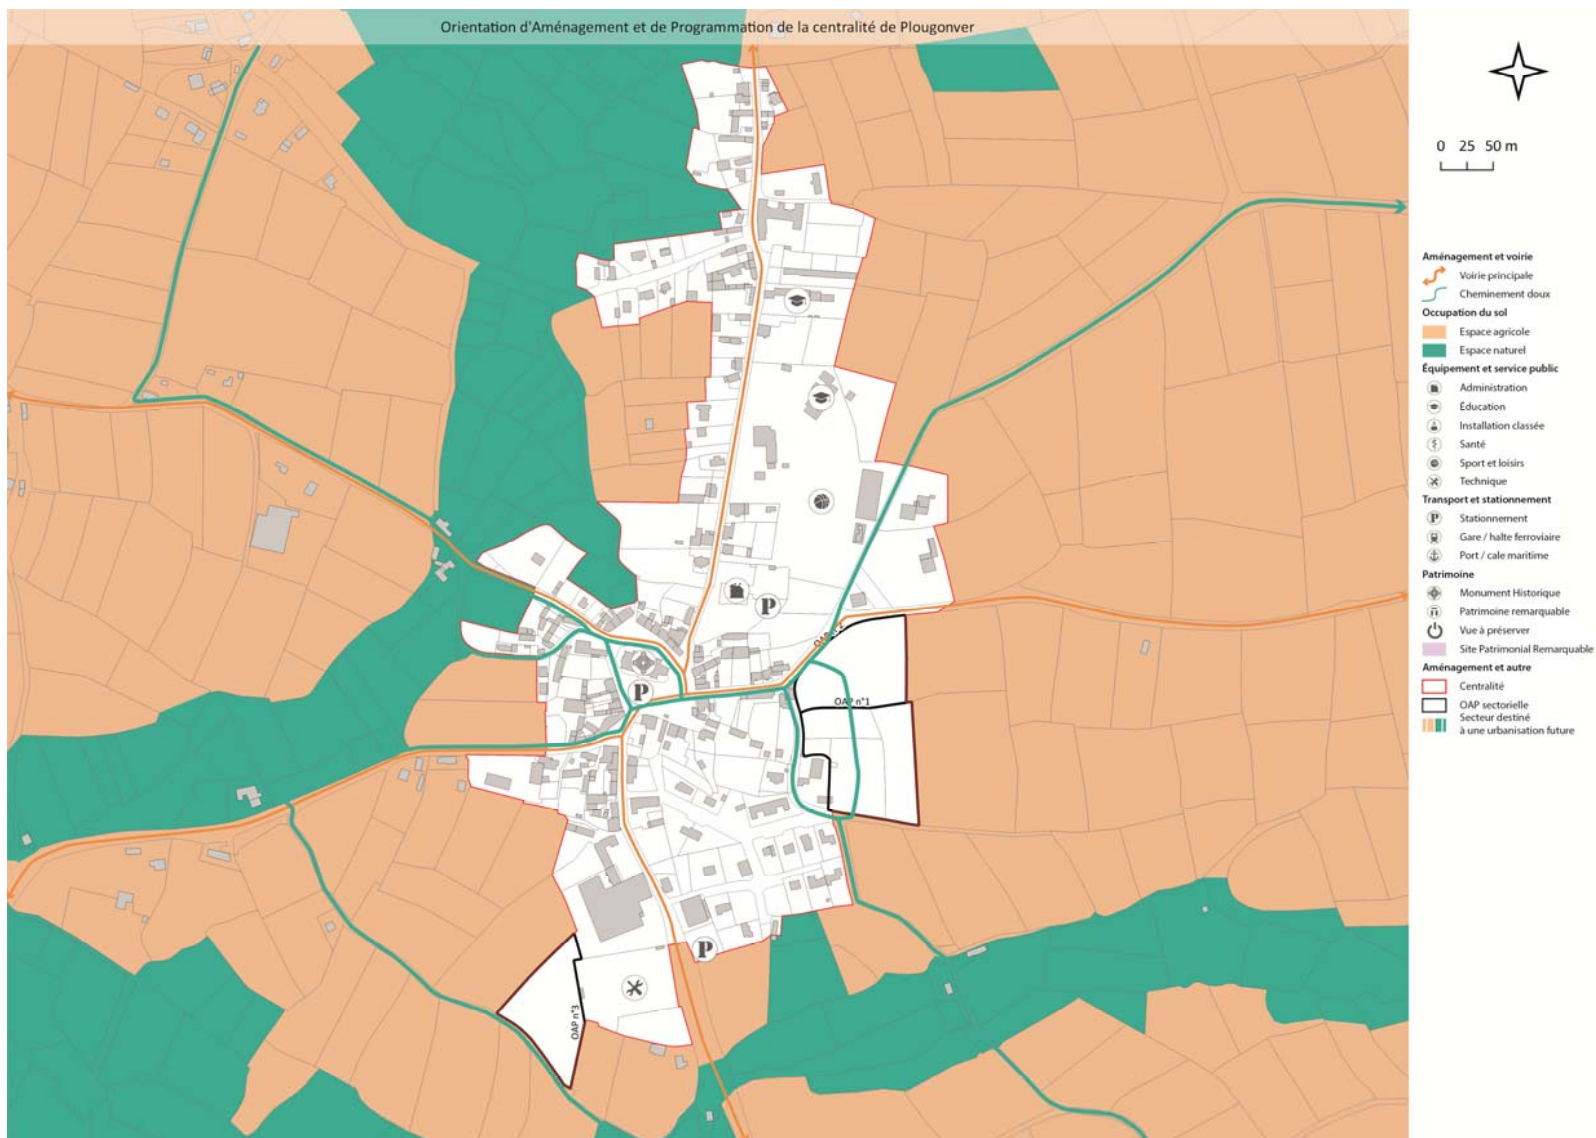 Orientation d'Aménagement et de Programmation de la centralité de Plougonver
0 25 50 m
Aménagement et voirie
Voirie principale
Cheminement doux
Occupation du sol
Espace agricole
Espace naturel
Équipement et service public
Administration
Éducation
Installation classée
Santé
Sport et loisirs
Technique
Transport et stationnement
P Stationnement
Gare / halte ferroviaire
Port / cale maritime
Patrimoine
Monument Historique
Patrimoine remarquable
Vue à préserver
Site Patrimonial Remarquable
Aménagement et autre
Centralité
OAP sectorielle
Secteur destiné
à une urbanisation future
P
OAP n°2
P
OAP n°1
P
OAP n°3